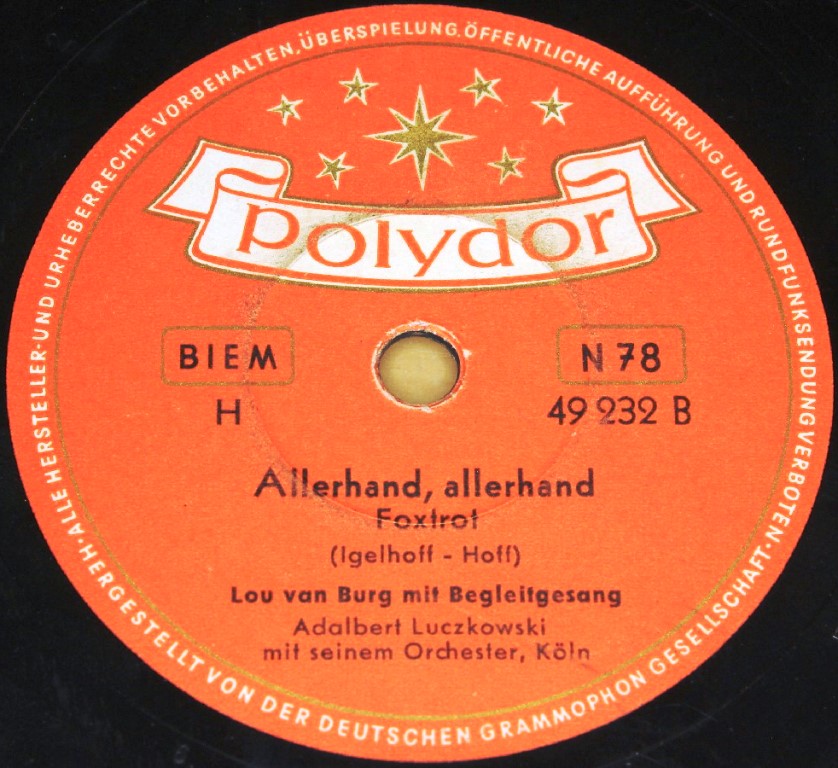 ALLE HERSTELLER-UND URHEBERRECHTE VORBEHALTEN, ÜBERSPIELUNG, ÖFFENTLICHE AUFFÜHRUNG UND RUNDFUNKSENDUNG VERBOTEN
polydor
BIEM
N 78
H
49 232 B
Allerhand, allerhand
Foxtrot
(Igelhoff - Hoff)
Lou van Burg mit Begleitgesang
Adalbert Luczkowski
mit seinem Orchester, Köln
HERGESTELLT VON DER DEUTSCHEN GRAMMOPHON GESELLSCHAFT